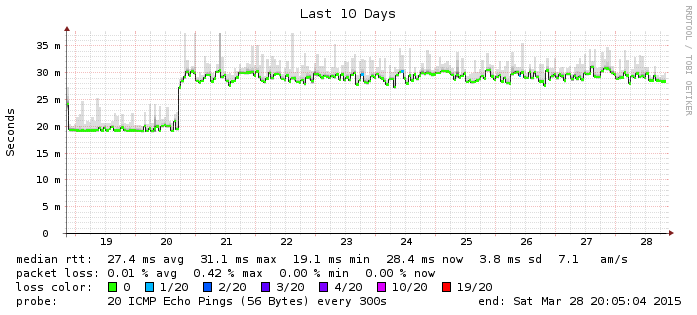 Last 10 Days
RRDTOOL / TOBI OETIKER
Seconds
35 m
30 m
25 m
20 m
15 m
10 m
5 m
0
19 20 21 22 23 24 25 26 27 28
median rtt: 27.4 ms avg 31.1 ms max 19.1 ms min 28.4 ms now 3.8 ms sd 7.1 am/s
packet loss: 0.01 % avg 0.42 % max 0.00 % min 0.00 % now
loss color: 0 1/20 2/20 3/20 4/20 10/20 19/20
probe: 20 ICMP Echo Pings (56 Bytes) every 300s end: Sat Mar 28 20:05:04 2015